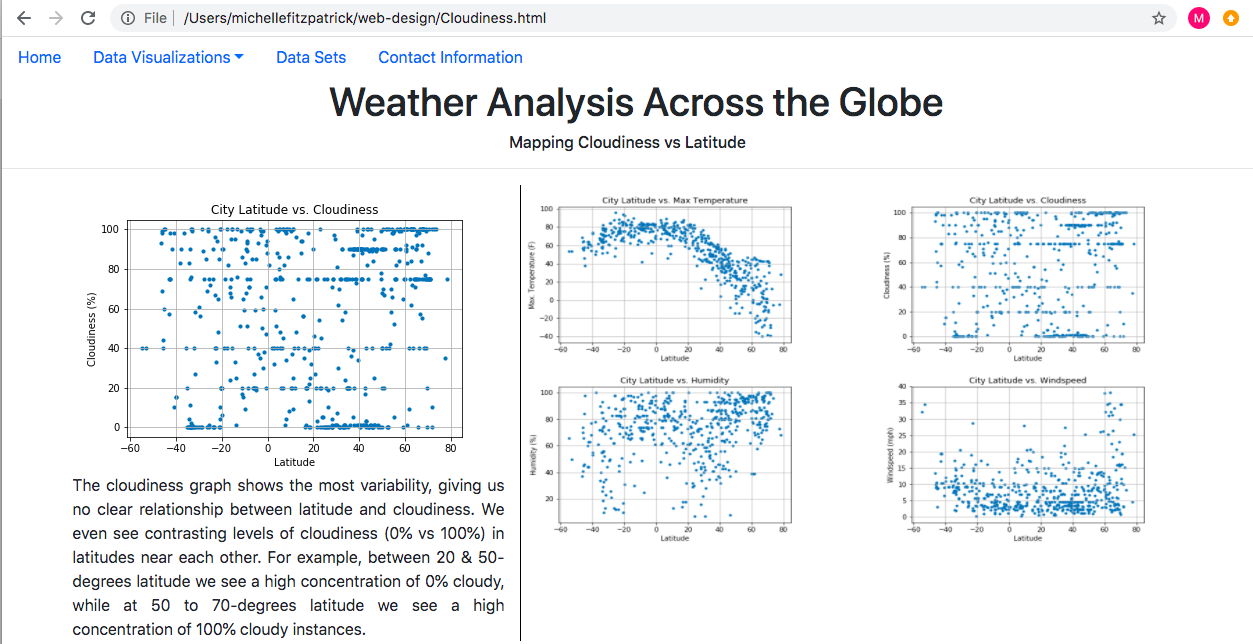 File /Users/michellefitzpatrick/web-design/Cloudiness.html M
Home Data Visualizations Data Sets Contact Information
Weather Analysis Across the Globe
Mapping Cloudiness vs Latitude
City Latitude vs. Cloudiness
Cloudiness (%)
100
80
60
40
20
0
−60 −40 −20 0 20 40 60 80
Latitude
The cloudiness graph shows the most variability, giving us
no clear relationship between latitude and cloudiness. We
even see contrasting levels of cloudiness (0% vs 100%) in
latitudes near each other. For example, between 20 & 50-
degrees latitude we see a high concentration of 0% cloudy,
while at 50 to 70-degrees latitude we see a high
concentration of 100% cloudy instances.
City Latitude vs. Max Temperature
Max. Temperature (F)
100
80
60
40
20
0
−20
−40
−60 −40 −20 0 20 40 60 80
Latitude
City Latitude vs. Cloudiness
Cloudiness (%)
100
80
60
40
20
0
−60 −40 −20 0 20 40 60 80
Latitude
City Latitude vs. Humidity
Humidity (%)
100
80
60
40
20
−60 −40 −20 0 20 40 60 80
Latitude
City Latitude vs. Windspeed
Windspeed (mph)
40
35
30
25
20
15
10
5
0
−60 −40 −20 0 20 40 60 80
Latitude